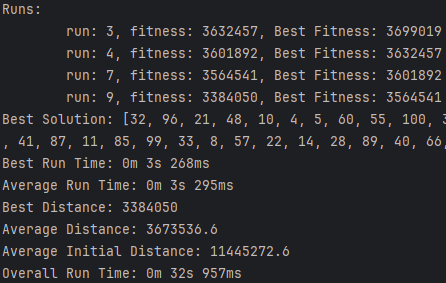 Runs:
run: 3, fitness: 3632457, Best Fitness: 3699019
run: 4, fitness: 3601892, Best Fitness: 3632457
run: 7, fitness: 3564541, Best Fitness: 3601892
run: 9, fitness: 3384050, Best Fitness: 3564541
Best Solution: [32, 96, 21, 48, 10, 4, 5, 60, 55, 100,
, 41, 87, 11, 85, 99, 33, 8, 57, 22, 14, 28, 89, 40, 66,
Best Run Time: 0m 3s 268ms
Average Run Time: 0m 3s 295ms
Best Distance: 3384050
Average Distance: 3673536.6
Average Initial Distance: 11445272.6
Overall Run Time: 0m 32s 957ms